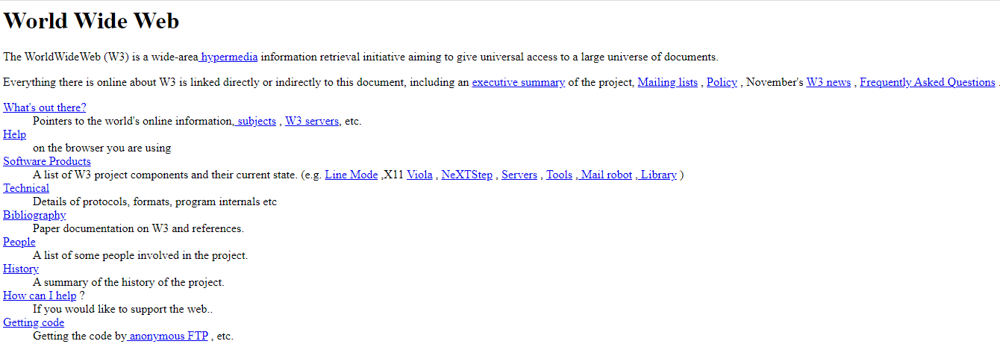 World Wide Web
The WorldWideWeb (W3) is a wide-area hypermedia information retrieval initiative aiming to give universal access to a large universe of documents.
Everything there is online about W3 is linked directly or indirectly to this document, including an executive summary of the project, Mailing lists , Policy , November's W3 news , Frequently Asked Questions .
What's out there?
Pointers to the world's online information, subjects , W3 servers, etc.
Help
on the browser you are using
Software Products
A list of W3 project components and their current state. (e.g. Line Mode ,X11 Viola , NeXTStep , Servers , Tools , Mail robot , Library )
Technical
Details of protocols, formats, program internals etc
Bibliography
Paper documentation on W3 and references.
People
A list of some people involved in the project.
History
A summary of the history of the project.
How can I help ?
If you would like to support the web..
Getting code
Getting the code by anonymous FTP , etc.